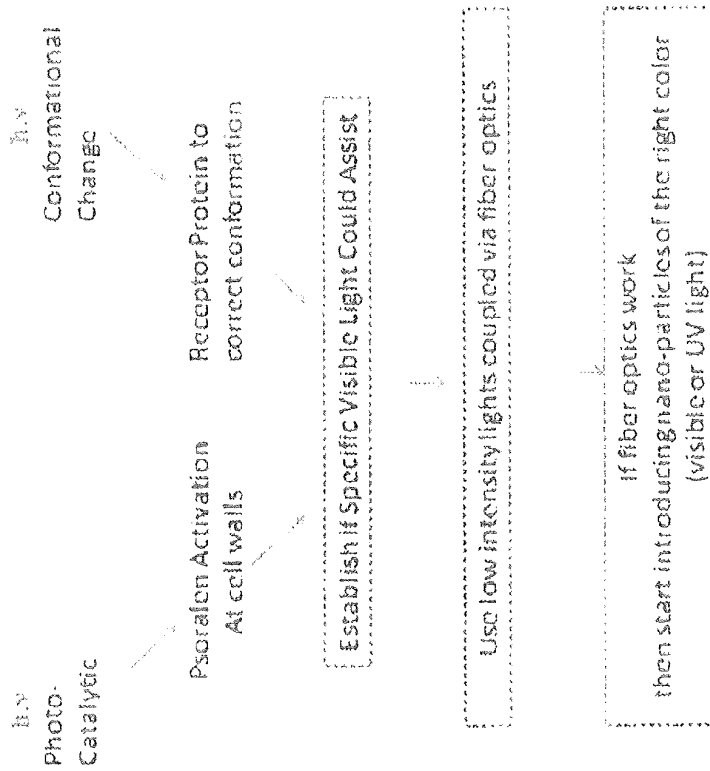 h.ν
Photo-
Catalytic
h.ν
Conformational
Change
Psoralen Activation
At cell walls
Receptor Protein to
correct conformation
Establish if Specific Visible Light Could Assist
Use low intensity lights coupled via fiber optics
If fiber optics work
then start introducing nano-particles of the right color
(visible or UV light)